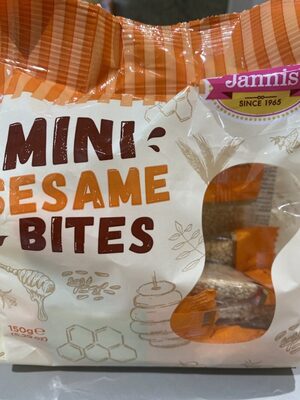 Jannis
SINCE 1965
MINI
SESAME
BITES
150g℮